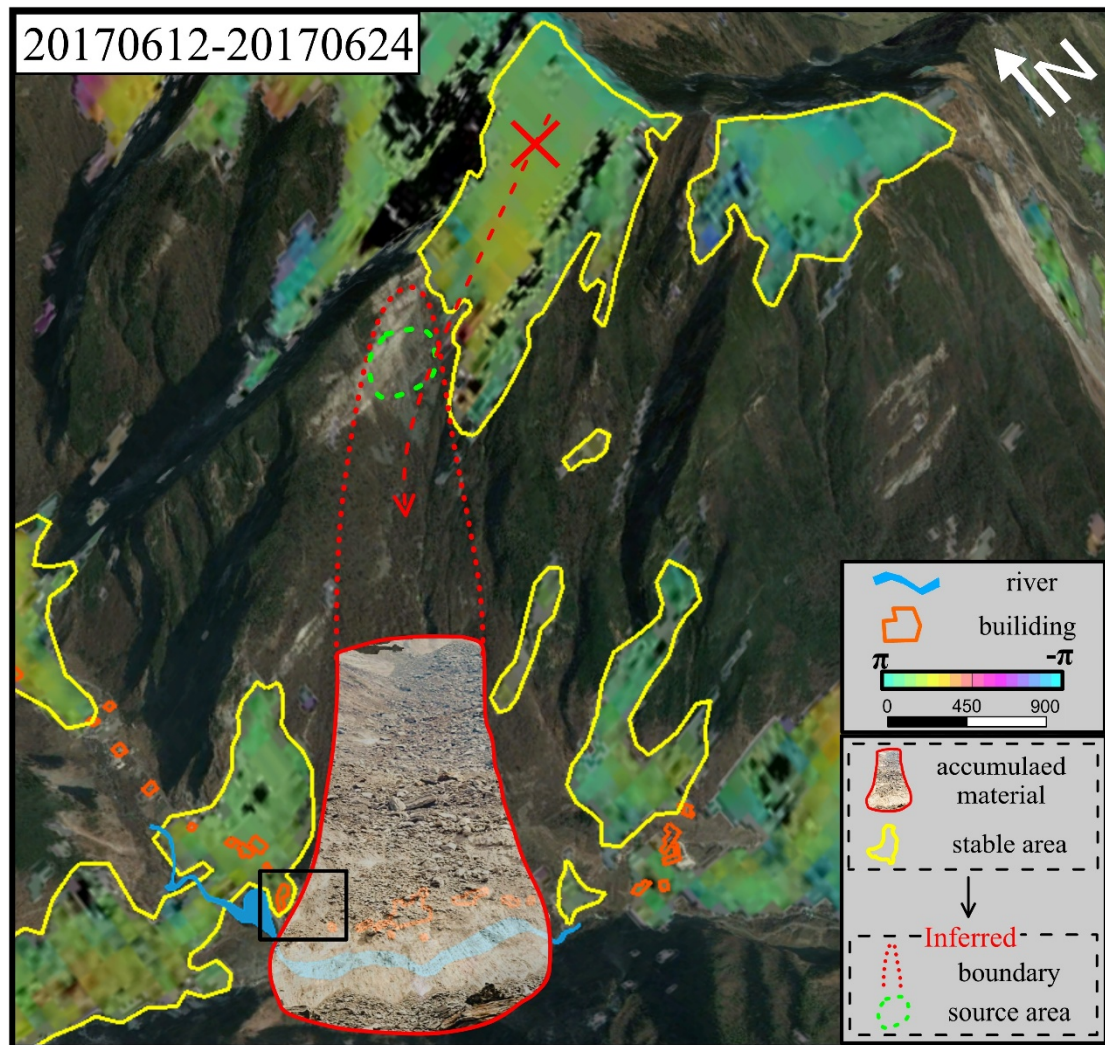 20170612-20170624
N
river
builiding
π -π
0 450 900
accumulaed
material
stable area
Inferred
boundary
source area